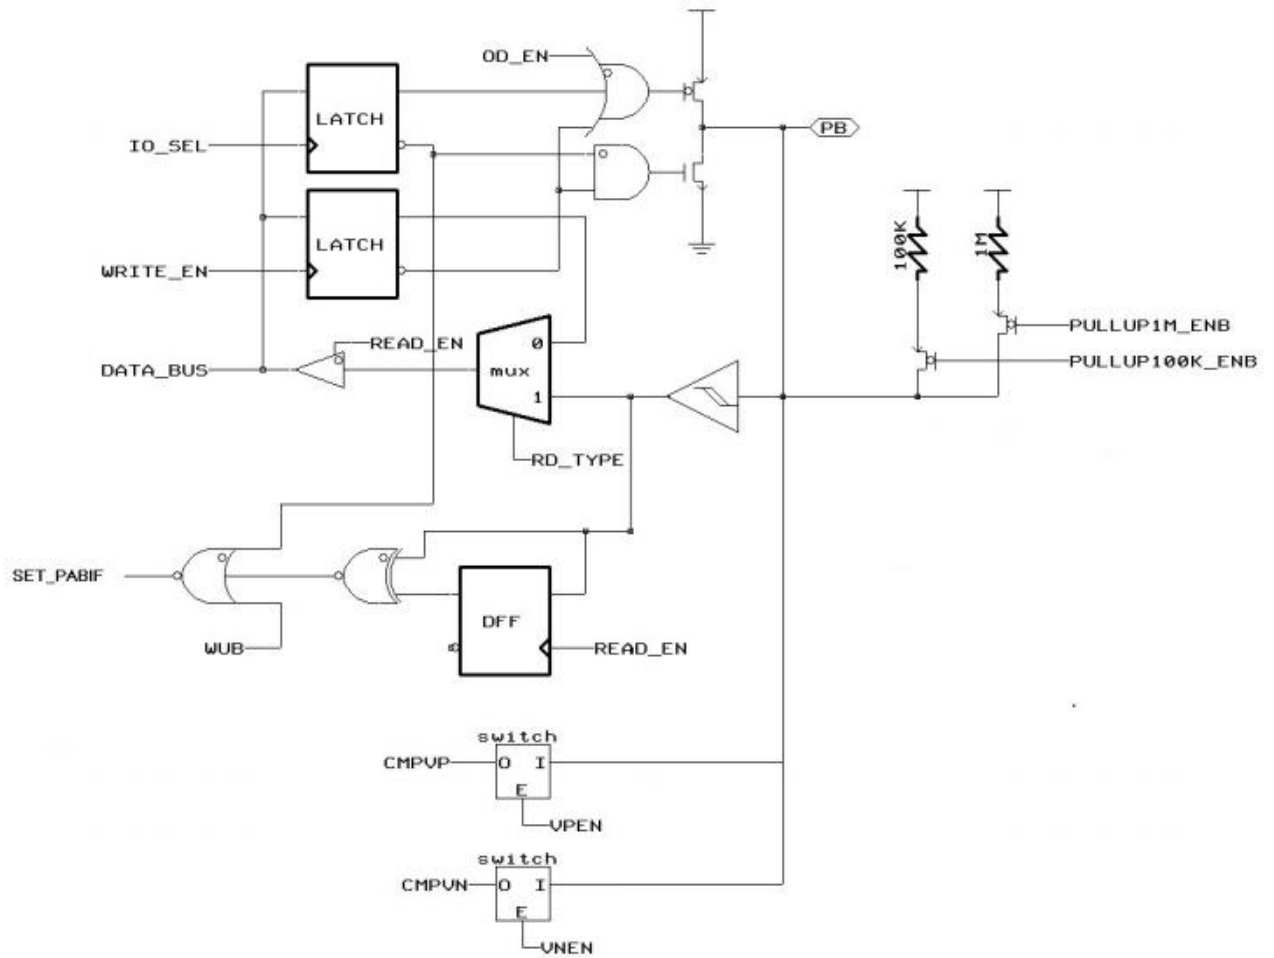 OD_EN
LATCH
IO_SEL
PB
LATCH
WRITE_EN
100K
1M
PULLUP1M_ENB
READ_EN
0
DATA_BUS
mux
PULLUP100K_ENB
1
RD_TYPE
SET_PABIF
DFF
WUB
READ_EN
switch
CMPVP
O I
E
VPEN
switch
CMPVN
O I
E
VNEN